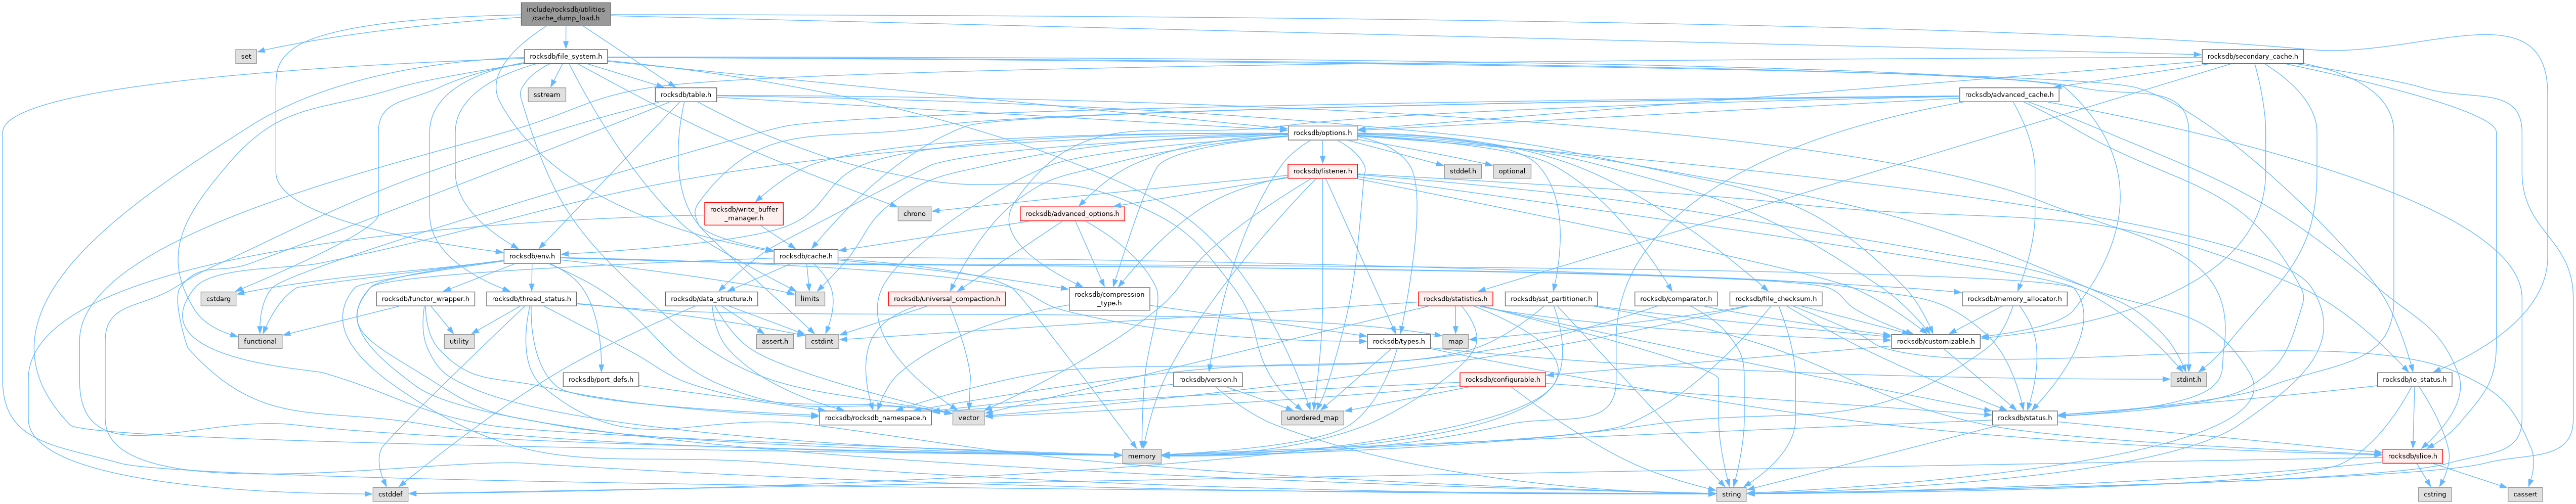 include/rocksdb/utilities
/cache_dump_load.h
set
rocksdb/file_system.h
rocksdb/secondary_cache.h
sstream
rocksdb/table.h
rocksdb/advanced_cache.h
rocksdb/options.h
rocksdb/listener.h
stddef.h
optional
rocksdb/write_buffer
_manager.h
chrono
rocksdb/advanced_options.h
rocksdb/env.h
rocksdb/cache.h
cstdarg
rocksdb/functor_wrapper.h
rocksdb/thread_status.h
rocksdb/data_structure.h
limits
rocksdb/universal_compaction.h
rocksdb/compression
_type.h
rocksdb/statistics.h
rocksdb/sst_partitioner.h
rocksdb/comparator.h
rocksdb/file_checksum.h
rocksdb/memory_allocator.h
functional
utility
assert.h
cstdint
rocksdb/types.h
map
rocksdb/customizable.h
rocksdb/port_defs.h
rocksdb/version.h
rocksdb/configurable.h
stdint.h
rocksdb/io_status.h
rocksdb/rocksdb_namespace.h
vector
unordered_map
rocksdb/status.h
memory
rocksdb/slice.h
cstddef
string
cstring
cassert